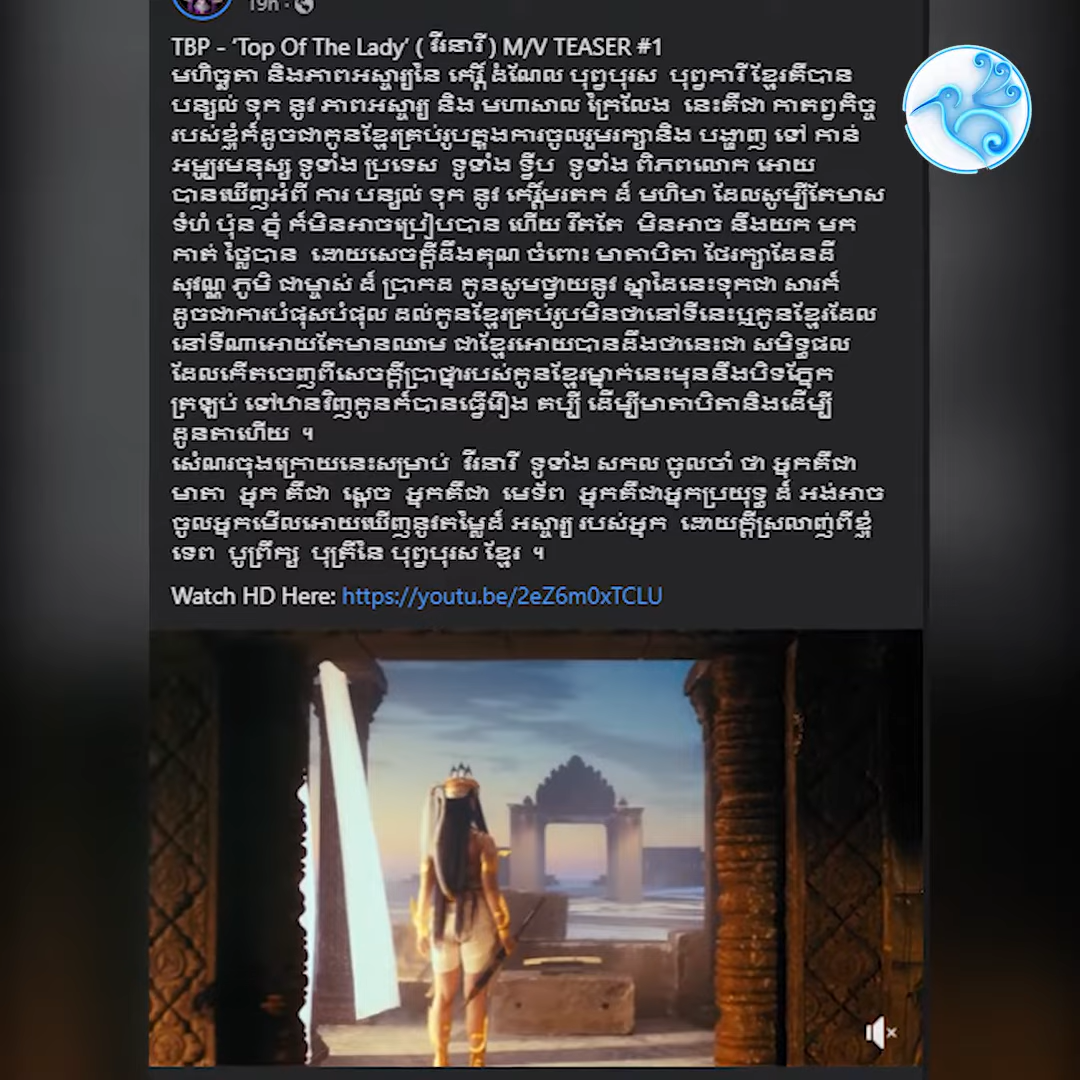 19h
TBP - ‘Top Of The Lady’ ( វីរនារី ) M/V TEASER #1
មហិច្ឆតា និងភាពអស្ចារ្យនៃ កេរ្តិ៍ ដំណែល បុព្វបុរស បុព្វការី ខ្មែរគឺបាន
បន្សល់ ទុក នូវ ភាពអស្ចារ្យ និង មហាសាល ក្រៃលែង នេះគឺជា កាតព្វកិច្ច
របស់ខ្ញុំក៏ដូចជាកូនខ្មែរគ្រប់រូបក្នុងការចូលរួមរក្សានិង បង្ហាញ ទៅ កាន់
អម្បូរមនុស្ស ទូទាំង ប្រទេស ទូទាំង ទ្វីប ទូទាំង ពិភពលោក អោយ
បានឃើញអំពី ការ បន្សល់ ទុក នូវ កេរ្តិ៍មរតក ដ៏ មហិមា ដែលសូម្បីតែមាស
ទំហំ ប៉ុន ភ្នំ ក៏មិនអាចប្រៀបបាន ហើយ រឹតតែ មិនអាច នឹងយក មក
កាត់ ថ្លៃបាន ដោយសេចក្តីដឹងគុណ ចំពោះ មាតាបិតា ថែរក្សាដែនដី
សុវណ្ណ ភូមិ ជាម្ចាស់ ដ៏ ប្រាកដ កូនសូមថ្វាយនូវ ស្នាដៃនេះទុកជា សារក៏
ដូចជាការបំផុសបំផុល ដល់កូនខ្មែរគ្រប់រូបមិនថានៅទីនេះឬកូនខ្មែរដែល
នៅទីណាអោយតែមានឈាម ជាខ្មែរអោយបានដឹងថានេះជា សមិទ្ធផល
ដែលកើតចេញពីសេចក្តីប្រាថ្នារបស់កូនខ្មែរម្នាក់នេះមុននឹងបិទភ្នែក
ត្រឡប់ ទៅឋានវិញកូនក៏បានធ្វើរឿង គប្បី ដើម្បីមាតាបិតានិងដើម្បី
ដូនតាហើយ ។
សេំណរចុងក្រោយនេះសម្រាប់ វីរនារី ទូទាំង សកល ចូលចាំ ថា អ្នកគឺជា
មាតា អ្នក គឺជា ស្តេច អ្នកគឺជា មេទ័ព អ្នកគឺជាអ្នកប្រយុទ្ធ ដ៏ អង់អាច
ចូលអ្នកមើលអោយឃើញនូវតម្លៃដ៏ អស្ចារ្យ របស់អ្នក ដោយក្តីស្រលាញ់ពីខ្ញុំ
ទេព បូព្រឹក្ស បុត្រីនៃ បុព្វបុរស ខ្មែរ ។
Watch HD Here: https://youtu.be/2eZ6m0xTCLU